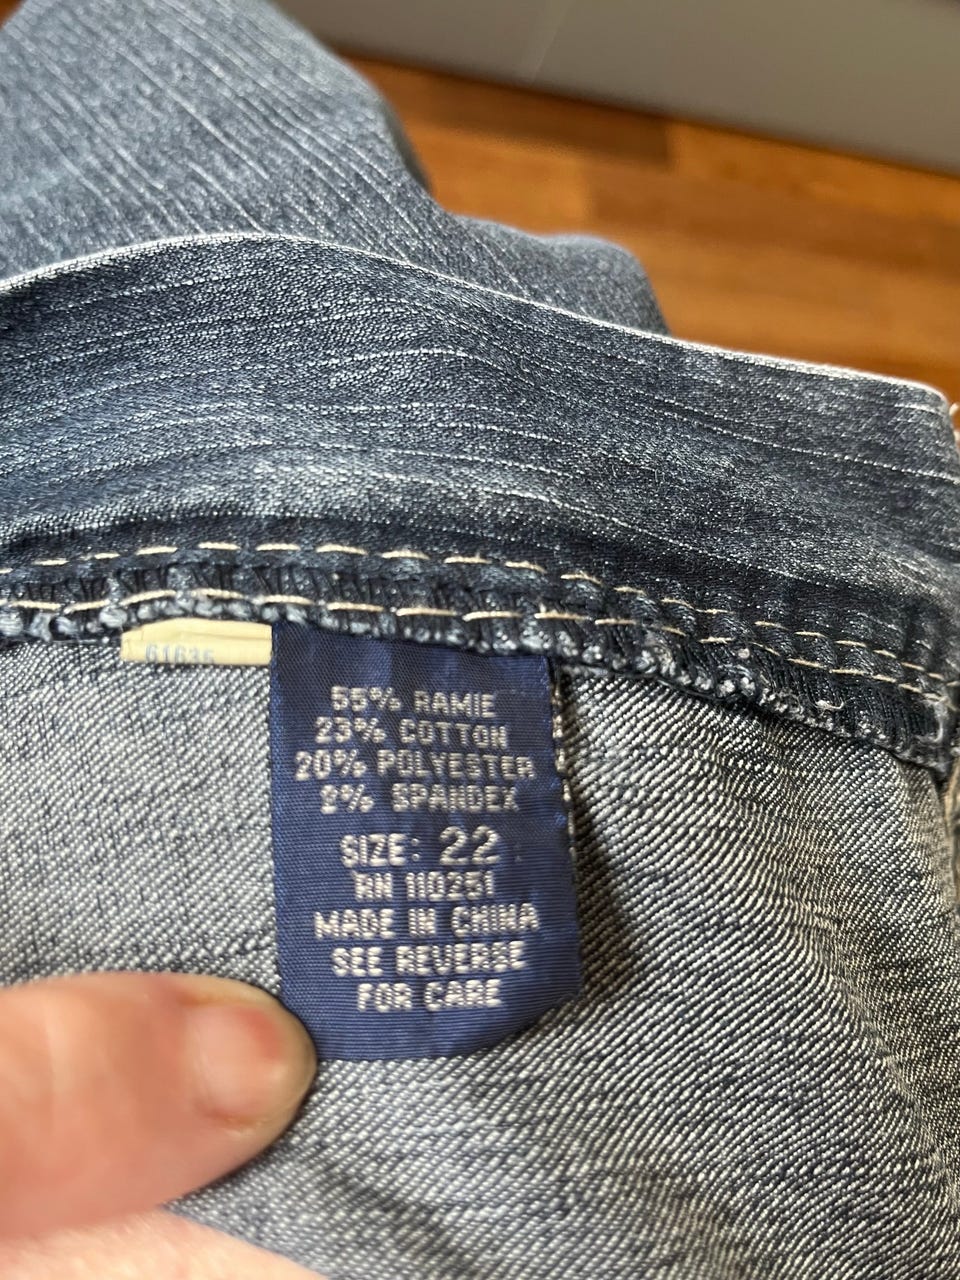 61635
55% RAMIE
23% COTTON
20% POLYESTER
2% SPANDEX
SIZE: 22
RN 110251
MADE IN CHINA
SEE REVERSE
FOR CARE